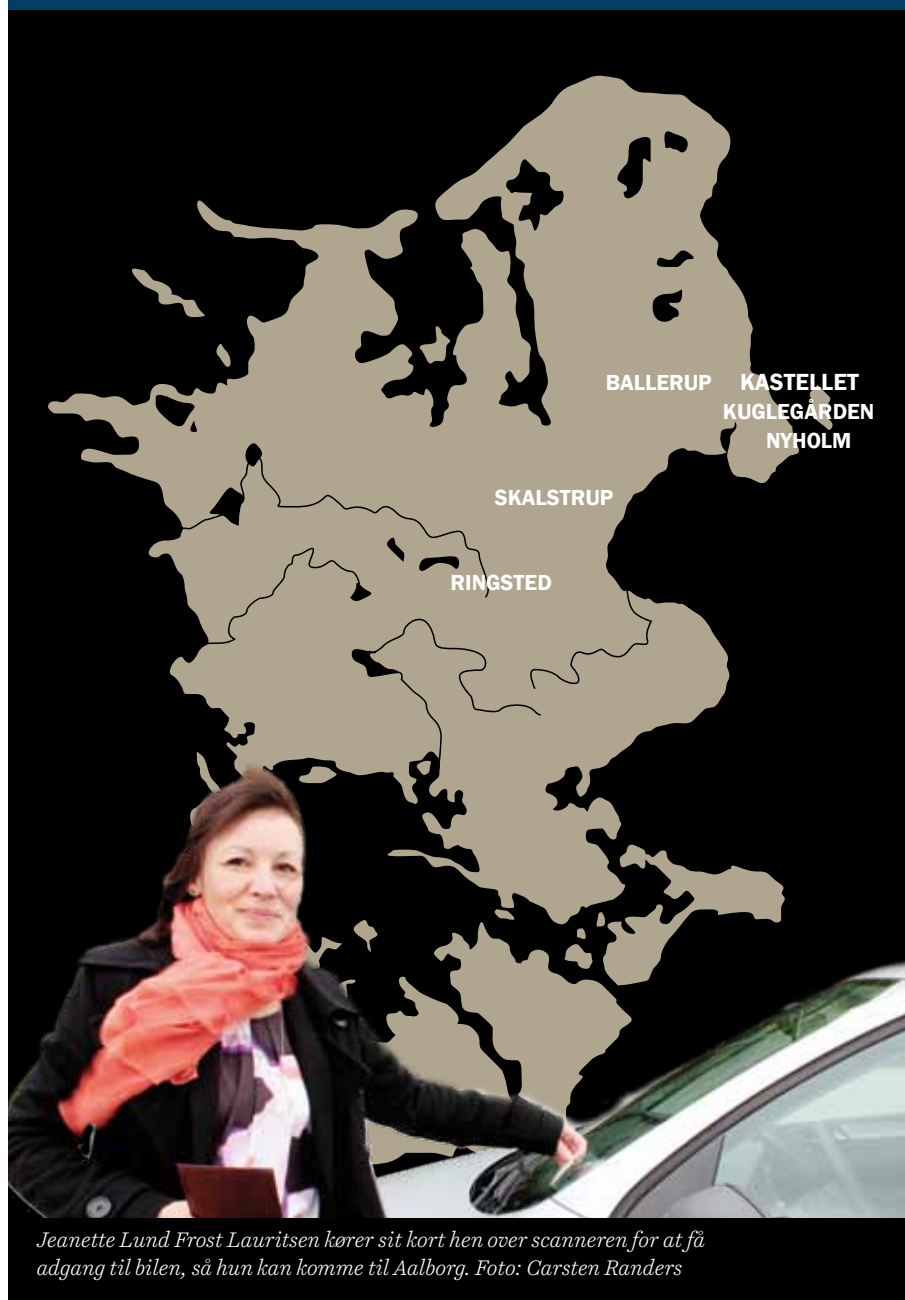 BALLERUP
KASTELLET
KUGLEGÅRDEN
NYHOLM
SKALSTRUP
RINGSTED
Jeanette Lund Frost Lauritsen kører sit kort hen over scanneren for at få
adgang til bilen, så hun kan komme til Aalborg. Foto: Carsten Randers